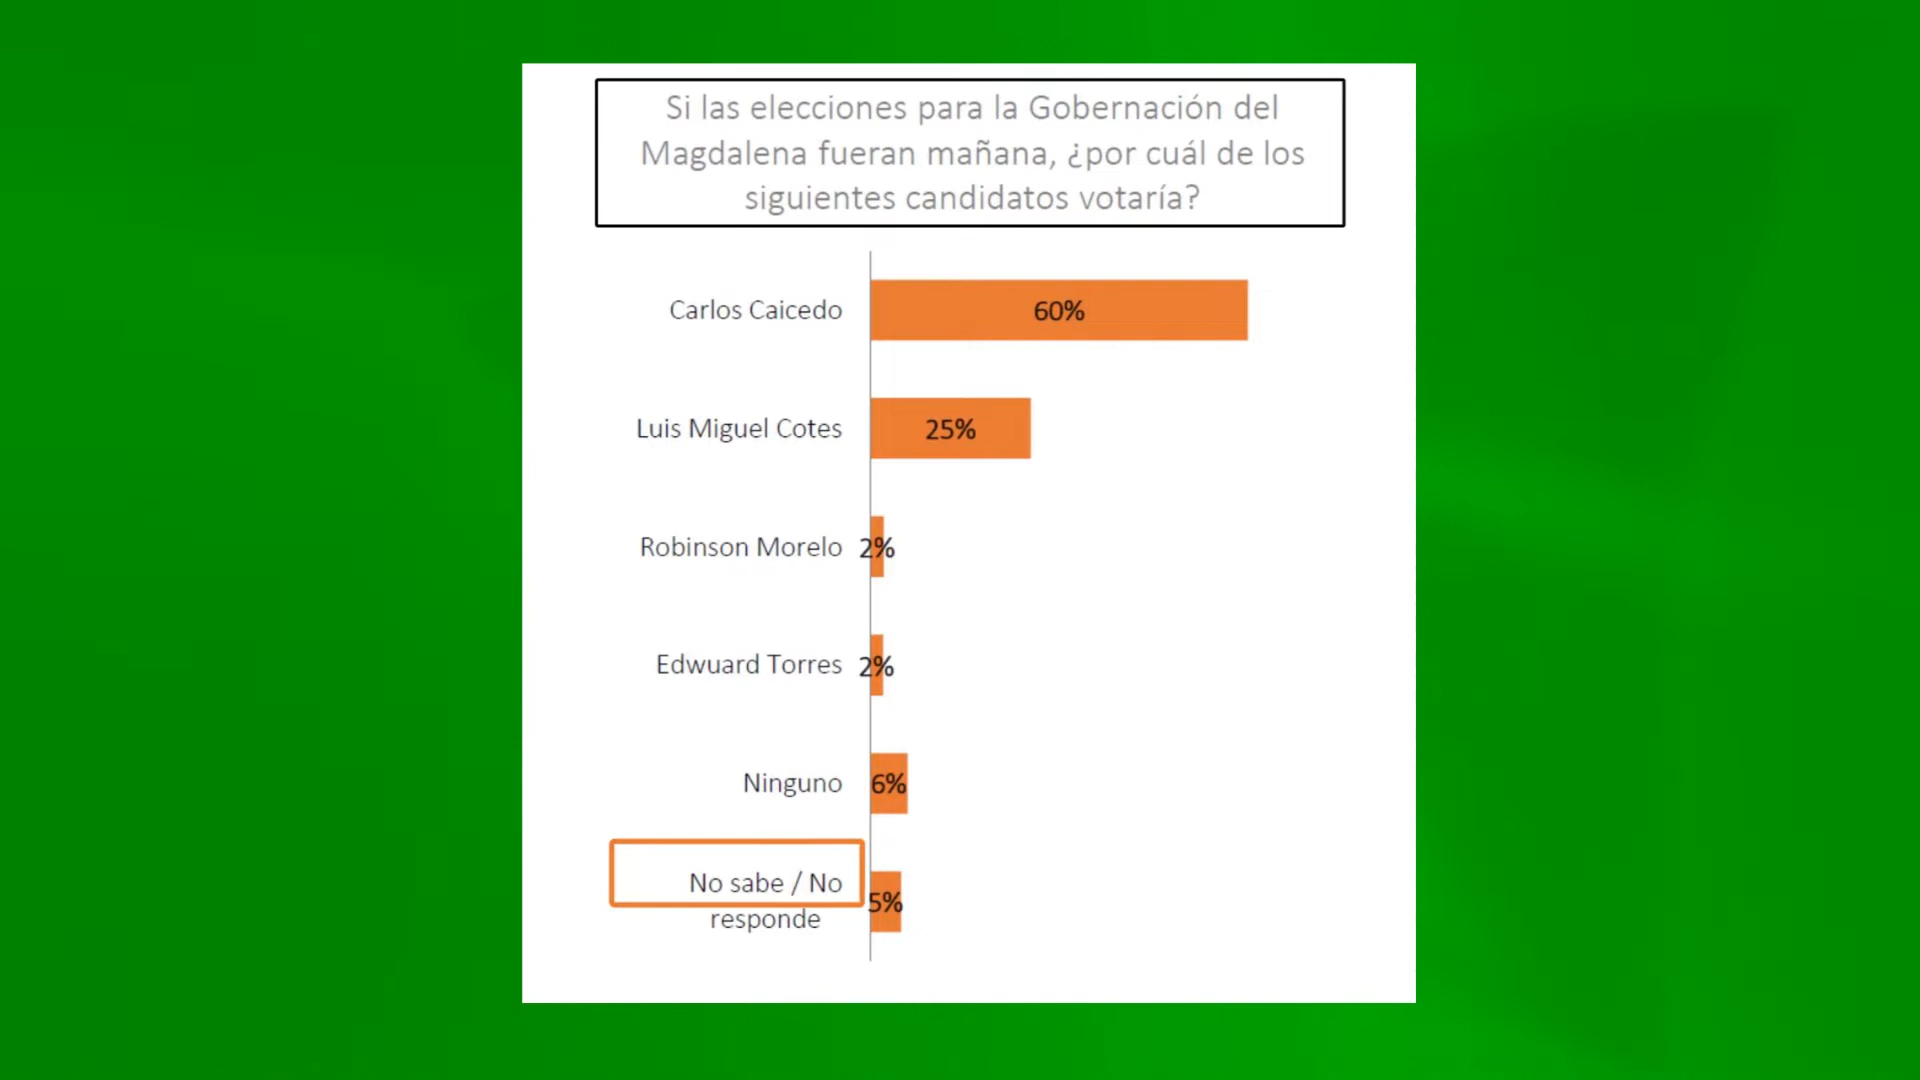 Si las elecciones para la Gobernación del
Magdalena fueran mañana, ¿por cuál de los
siguientes candidatos votaría?
Carlos Caicedo 60%
Luis Miguel Cotes 25%
Robinson Morelo 2%
Edwuard Torres 2%
Ninguno 6%
No sabe / No
responde 5%